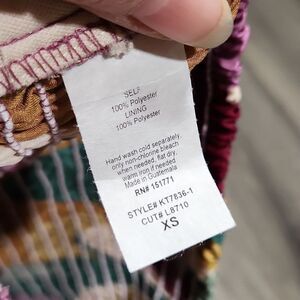 SELF
100% Polyester
LINING
100% Polyester
Hand wash cold separately,
only non-chlorine bleach
when needed, flat dry,
warm iron if needed
Made in Guatemala
RN# 151771
STYLE# KT7836-1
CUT# L8710
XS